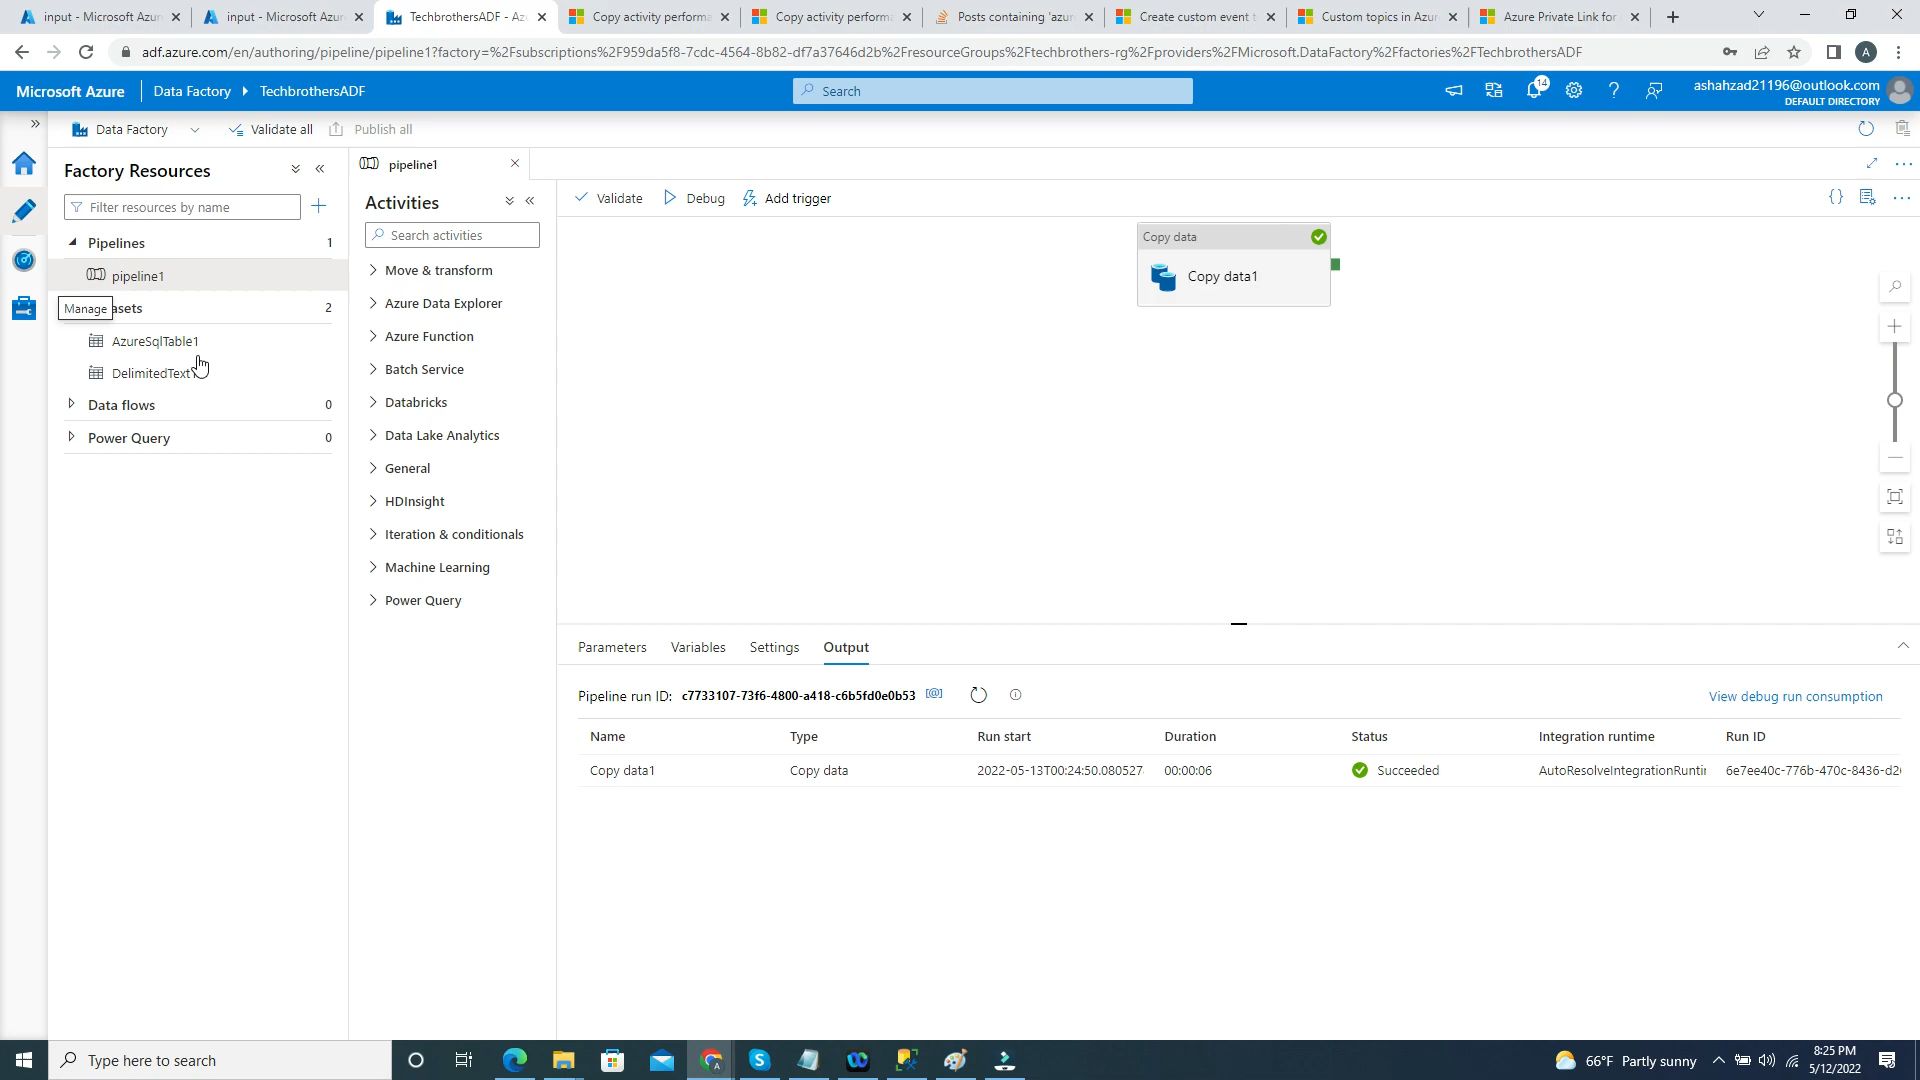 input - Microsoft Azur
input - Microsoft Azur
TechbrothersADF - Az
Copy activity performa
Copy activity performa
Posts containing 'azur
Create custom event t
Custom topics in Azur
Azure Private Link for
adf.azure.com/en/authoring/pipeline/pipeline1?factory=%2Fsubscriptions%2F959da5f8-7cdc-4564-8b82-df7a37646d2b%2FresourceGroups%2Ftechbrothers-rg%2Fproviders%2FMicrosoft.DataFactory%2Ffactories%2FTechbrothersADF
A
Microsoft Azure
Data Factory
TechbrothersADF
Search
14
ashahzad21196@outlook.com
DEFAULT DIRECTORY
Data Factory
Validate all
Publish all
Factory Resources
Filter resources by name
Pipelines
1
pipeline1
Manage
asets
2
AzureSqlTable1
DelimitedText
Data flows
0
Power Query
0
pipeline1
Activities
Search activities
Move & transform
Azure Data Explorer
Azure Function
Batch Service
Databricks
Data Lake Analytics
General
HDInsight
Iteration & conditionals
Machine Learning
Power Query
Validate
Debug
Add trigger
Copy data
Copy data1
Parameters
Variables
Settings
Output
Pipeline run ID: c7733107-73f6-4800-a418-c6b5fd0e0b53
View debug run consumption
Name
Type
Run start
Duration
Status
Integration runtime
Run ID
Copy data1
Copy data
2022-05-13T00:24:50.080527
00:00:06
Succeeded
AutoResolveIntegrationRuntir
6e7ee40c-776b-470c-8436-d2
Type here to search
66°F Partly sunny
8:25 PM
5/12/2022